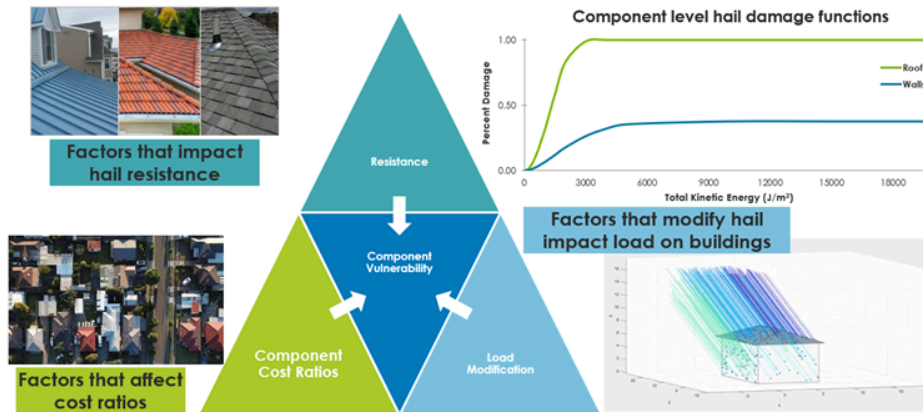 Component level hail damage functions
1.00
0.50
0.00
Percent Damage
Roof
Walls
0
3000
6000
9000
12000
15000
18000
Total Kinetic Energy (J/m²)
Factors that impact
hail resistance
Resistance
Component
Vulnerability
Component
Cost Ratios
Load
Modification
Factors that modify hail
impact load on buildings
Factors that affect
cost ratios